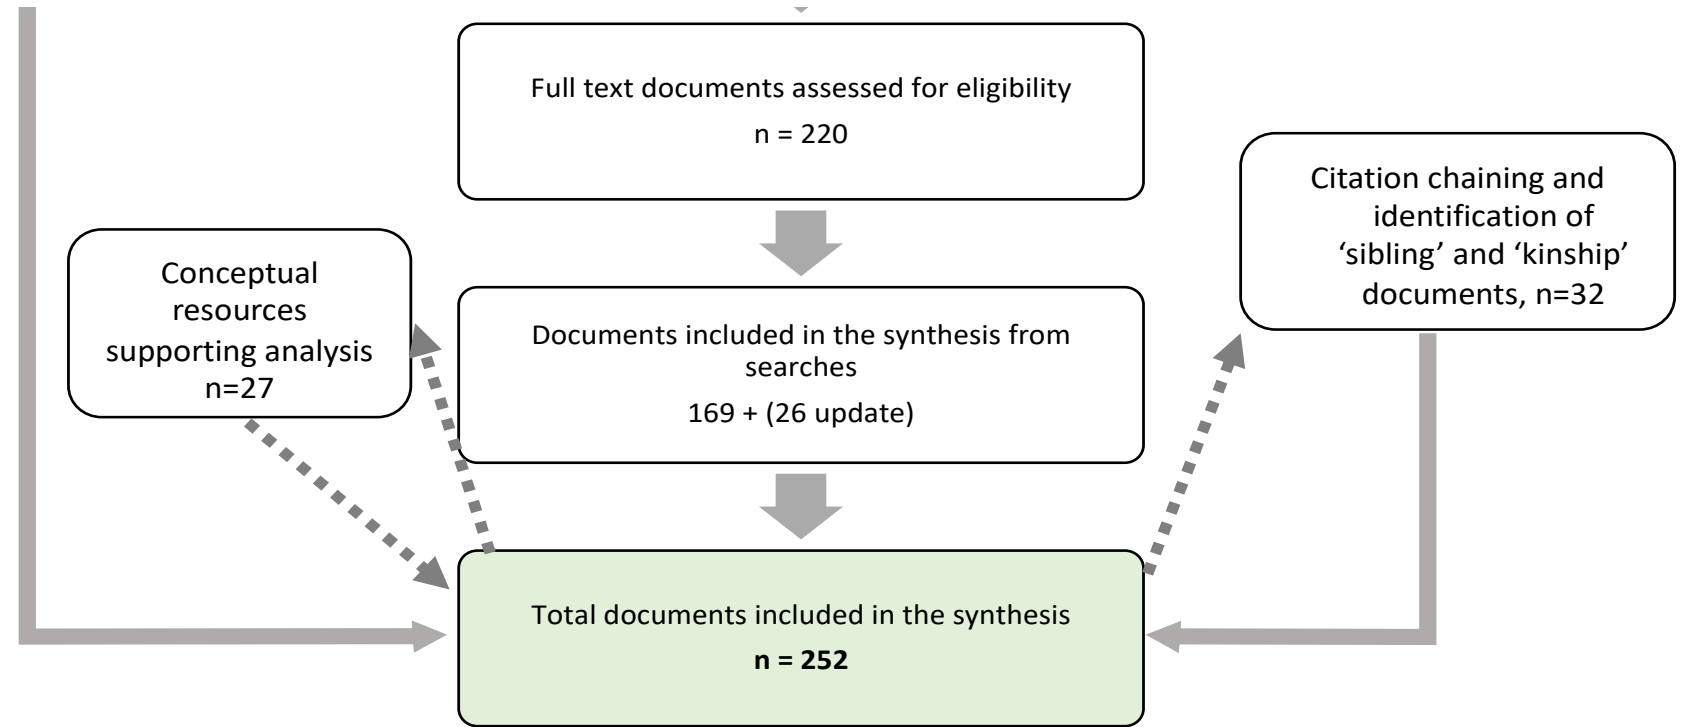 Full text documents assessed for eligibility
n = 220
Citation chaining and
identification of
‘sibling’ and ‘kinship’
documents, n=32
Conceptual
resources
supporting analysis
n=27
Documents included in the synthesis from
searches
169 + (26 update)
Total documents included in the synthesis
n = 252